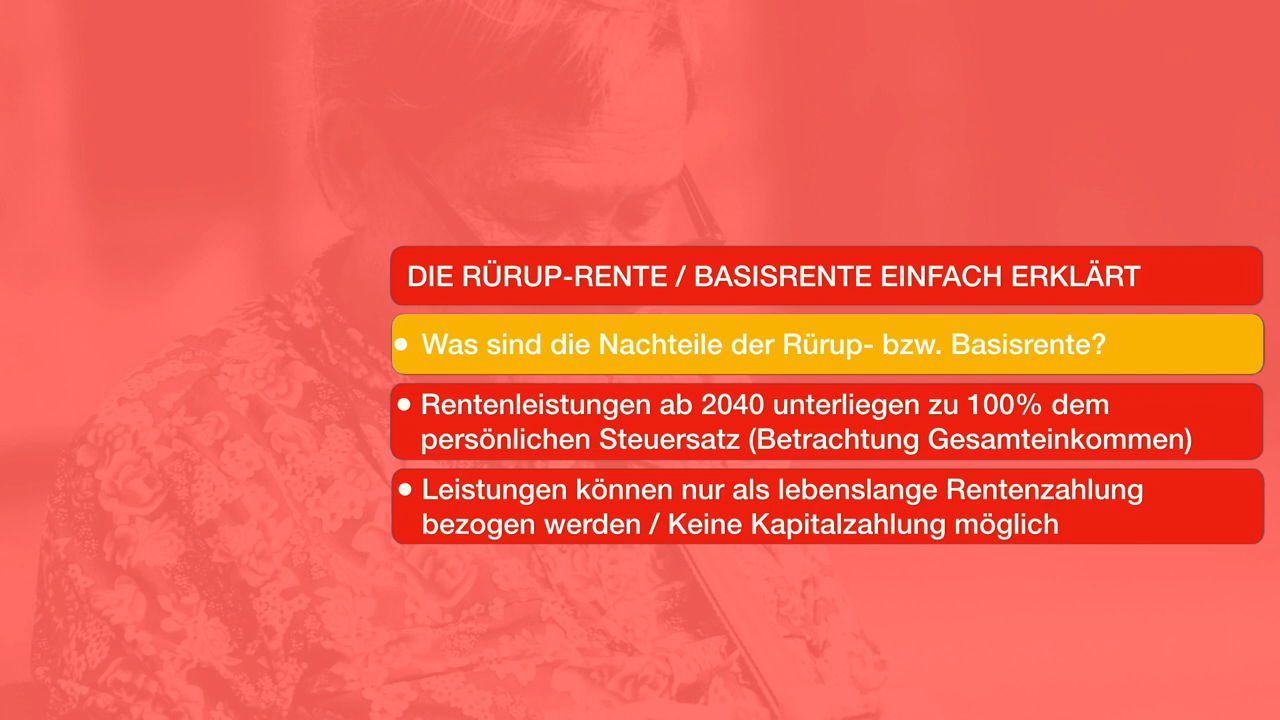 DIE RÜRUP-RENTE / BASISRENTE EINFACH ERKLÄRT
• Was sind die Nachteile der Rürup- bzw. Basisrente?
• Rentenleistungen ab 2040 unterliegen zu 100% dem
persönlichen Steuersatz (Betrachtung Gesamteinkommen)
• Leistungen können nur als lebenslange Rentenzahlung
bezogen werden / Keine Kapitalzahlung möglich